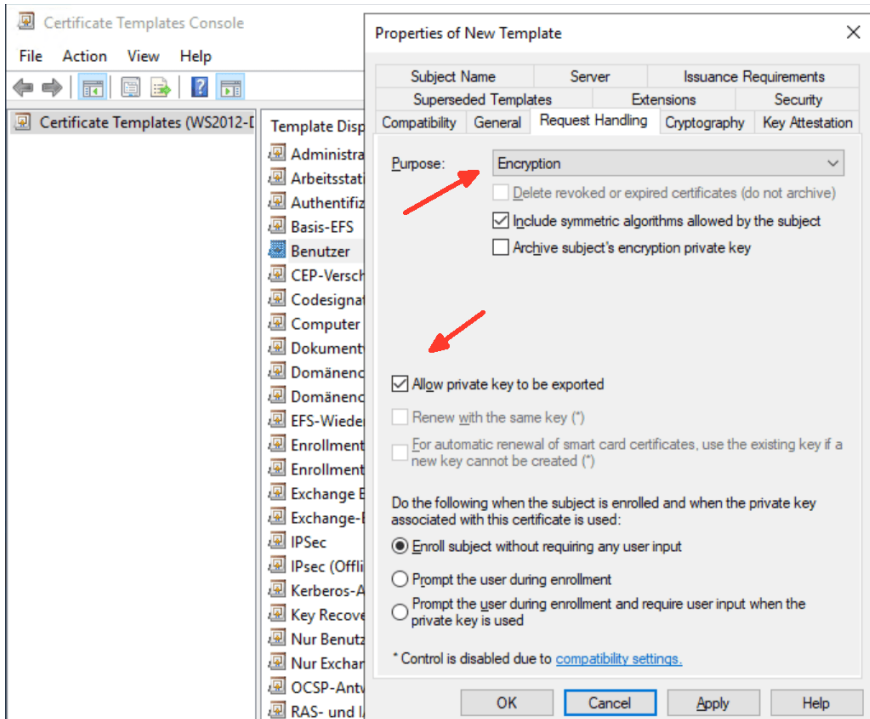 Certificate Templates Console
File Action View Help
Certificate Templates (WS2012-
Template Disp
Administra
Arbeitsstati
Authentifiz
Basis-EFS
Benutzer
CEP-Versch
Codesignat
Computer
Dokument
Domänenc
Domänenc
EFS-Wieder
Enrollment
Enrollment
Exchange E
Exchange-E
IPSec
IPsec (Offli
Kerberos-A
Key Recove
Nur Benutz
Nur Exchar
OCSP-Antw
RAS- und I
Properties of New Template
Subject Name Server Issuance Requirements
Superseded Templates Extensions Security
Compatibility General Request Handling Cryptography Key Attestation
Purpose: Encryption
Delete revoked or expired certificates (do not archive)
Include symmetric algorithms allowed by the subject
Archive subject's encryption private key
Allow private key to be exported
Renew with the same key (*)
For automatic renewal of smart card certificates, use the existing key if a
new key cannot be created (*)
Do the following when the subject is enrolled and when the private key
associated with this certificate is used:
Enroll subject without requiring any user input
Prompt the user during enrollment
Prompt the user during enrollment and require user input when the
private key is used
* Control is disabled due to compatibility settings.
OK Cancel Apply Help